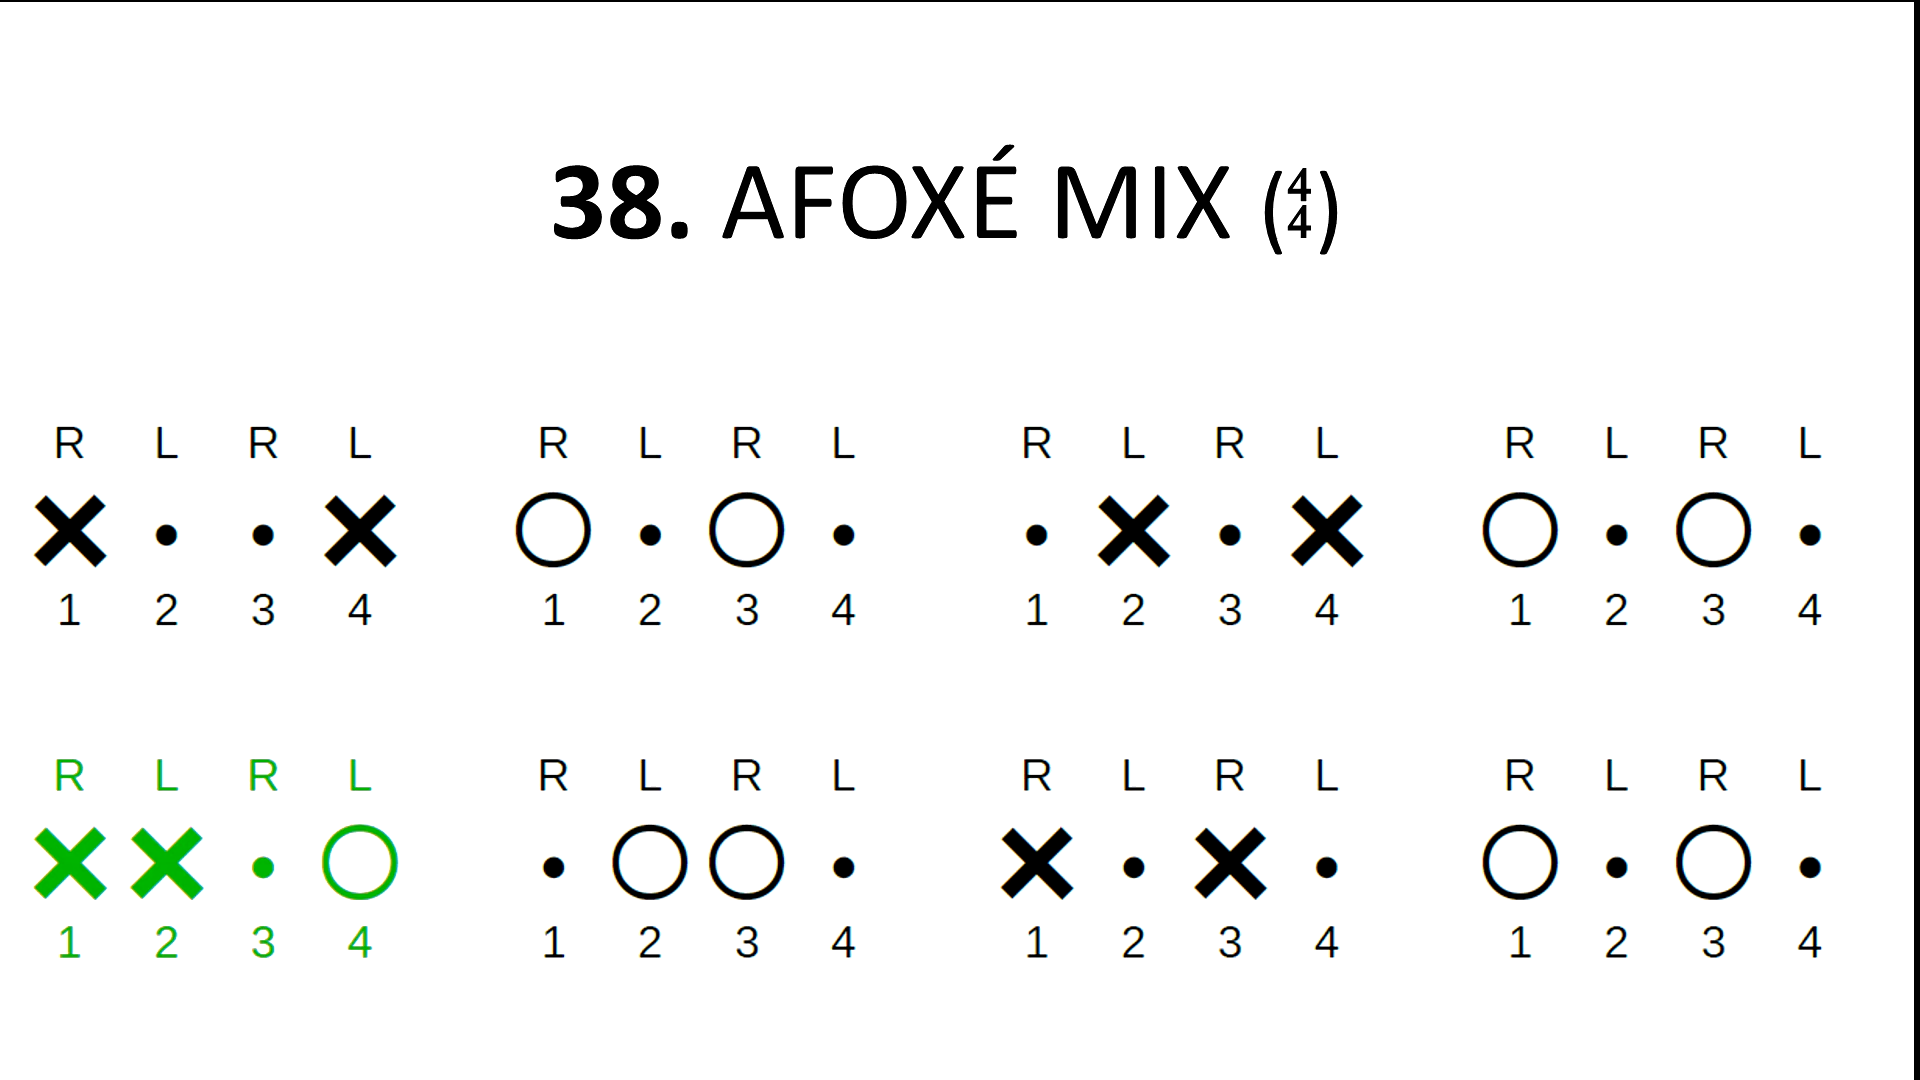 38. AFOXÉ MIX (4/4)
R L R L R L R L R L R L R L R L
✕ • • ✕ ○ • ○ • • ✕ • ✕ ○ • ○ •
1 2 3 4 1 2 3 4 1 2 3 4 1 2 3 4
R L R L R L R L R L R L R L R L
✕ ✕ • ○ • ○ ○ • ✕ • ✕ • ○ • ○ •
1 2 3 4 1 2 3 4 1 2 3 4 1 2 3 4